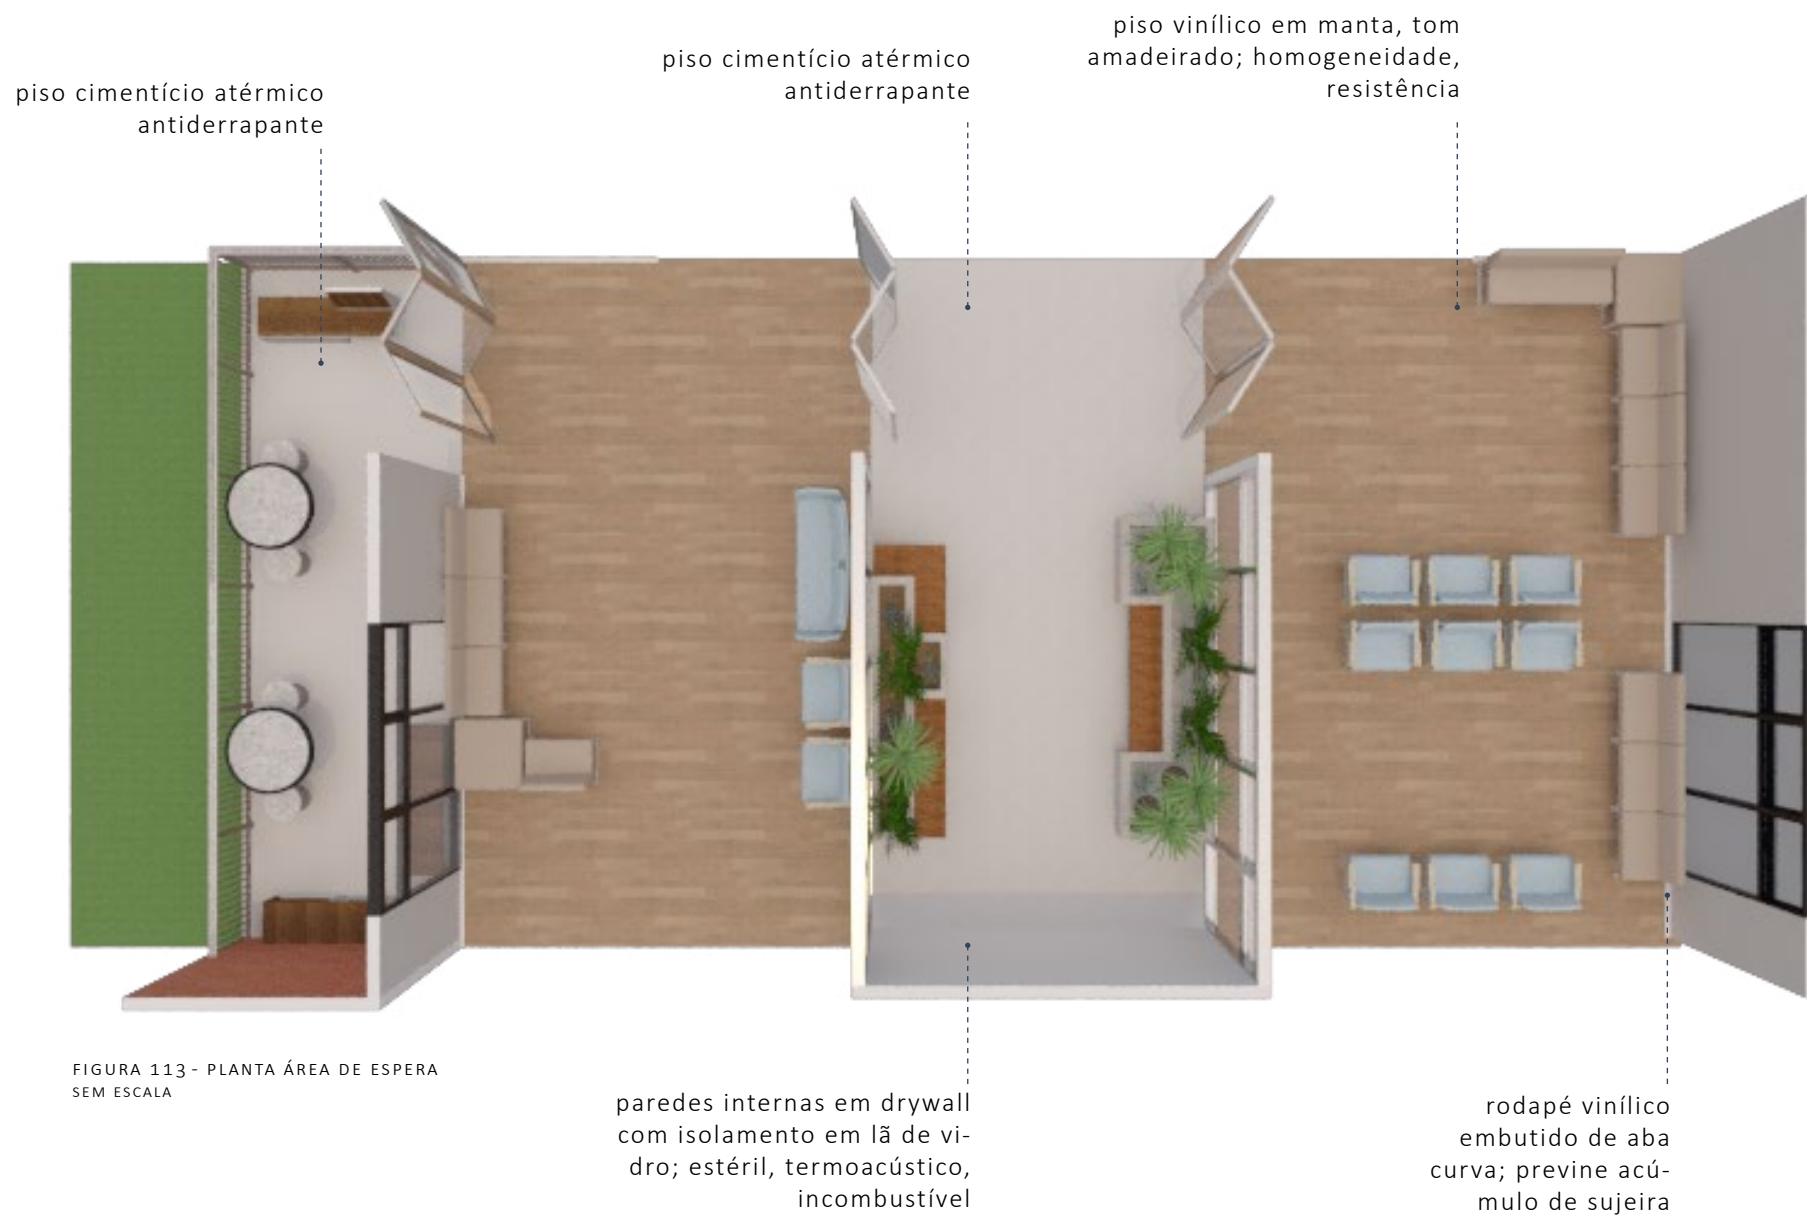 piso cimentício atérmico
antiderrapante
piso cimentício atérmico
antiderrapante
piso vinílico em manta, tom
amadeirado; homogeneidade,
resistência
FIGURA 113 - PLANTA ÁREA DE ESPERA
SEM ESCALA
paredes internas em drywall
com isolamento em lã de vi-
dro; estéril, termoacústico,
incombustível
rodapé vinílico
embutido de aba
curva; previne acú-
mulo de sujeira